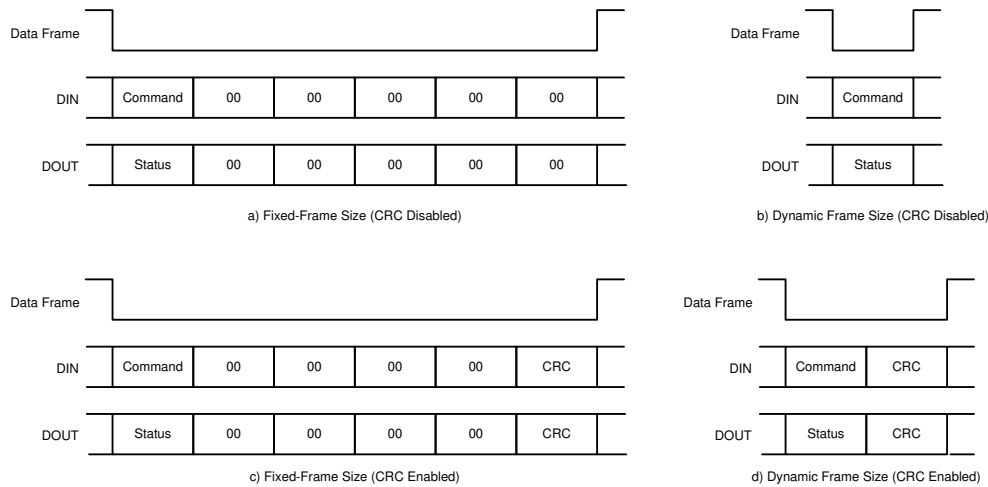 Data Frame
DIN Command 00 00 00 00 00
DOUT Status 00 00 00 00 00
a) Fixed-Frame Size (CRC Disabled)
Data Frame
DIN Command
DOUT Status
b) Dynamic Frame Size (CRC Disabled)
Data Frame
DIN Command 00 00 00 00 CRC
DOUT Status 00 00 00 00 CRC
c) Fixed-Frame Size (CRC Enabled)
Data Frame
DIN Command CRC
DOUT Status CRC
d) Dynamic Frame Size (CRC Enabled)